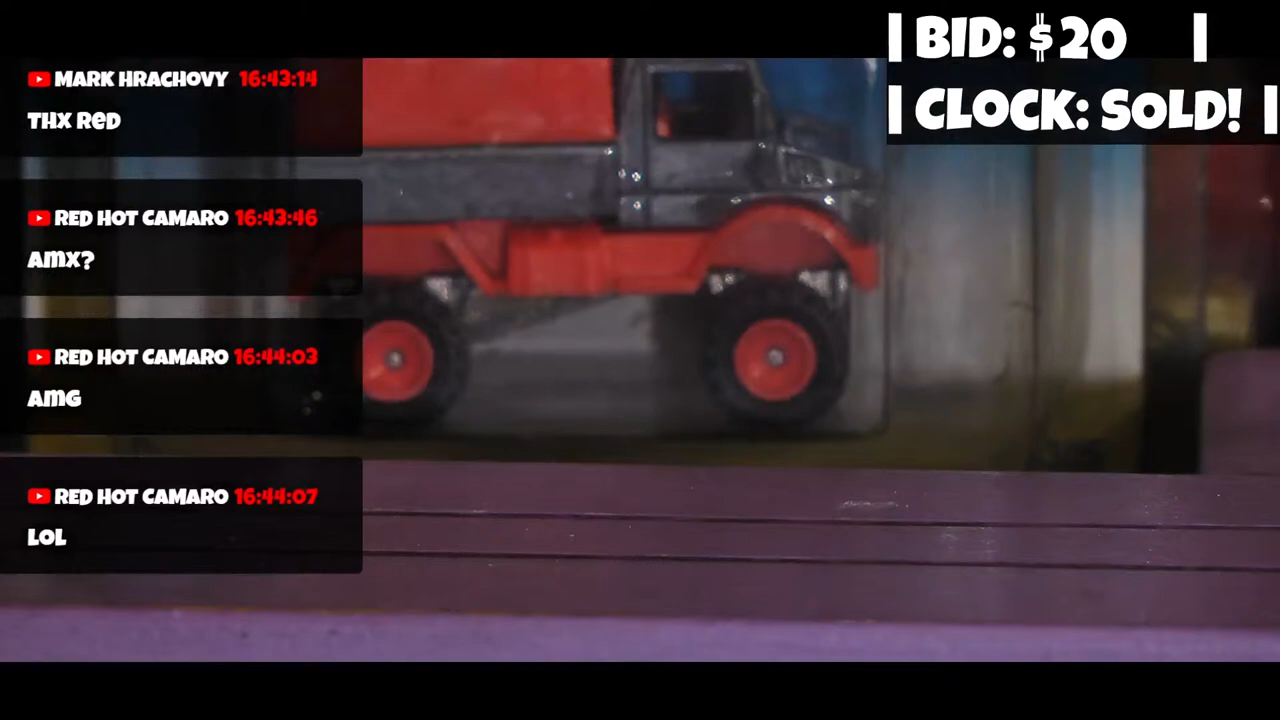 MARK HRACHOVY 16:43:14
THX RED
RED HOT CAMARO 16:43:46
AMX?
RED HOT CAMARO 16:44:03
AMG
RED HOT CAMARO 16:44:07
LOL
| BID: $20 |
| CLOCK: SOLD! |